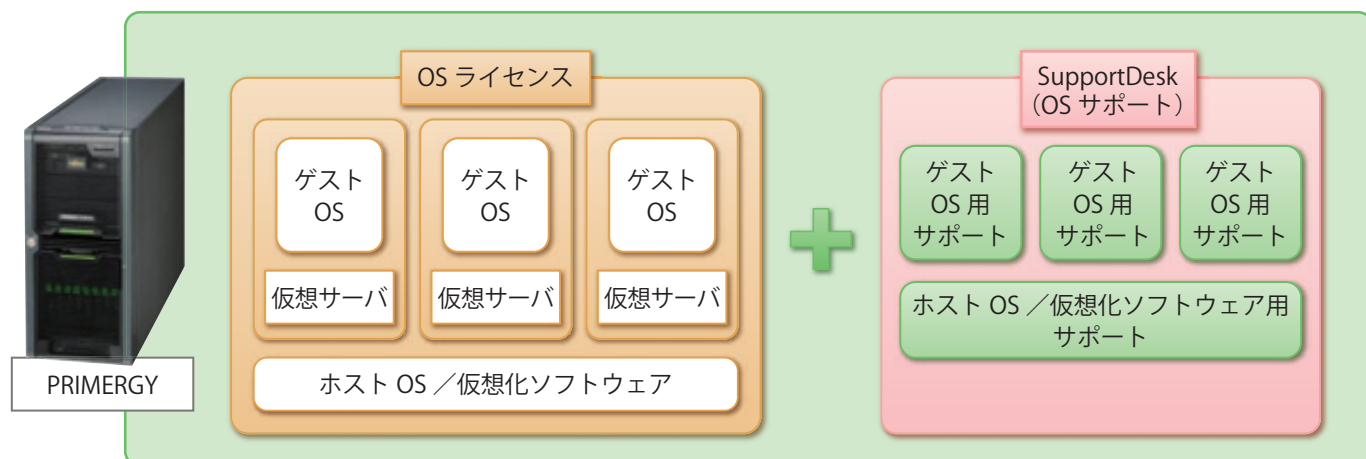 OS ライセンス
ゲスト
OS
ゲスト
OS
ゲスト
OS
仮想サーバ
仮想サーバ
仮想サーバ
ホスト OS ／仮想化ソフトウェア
PRIMERGY
SupportDesk
（OS サポート）
ゲスト
OS 用
サポート
ゲスト
OS 用
サポート
ゲスト
OS 用
サポート
ホスト OS ／仮想化ソフトウェア用
サポート